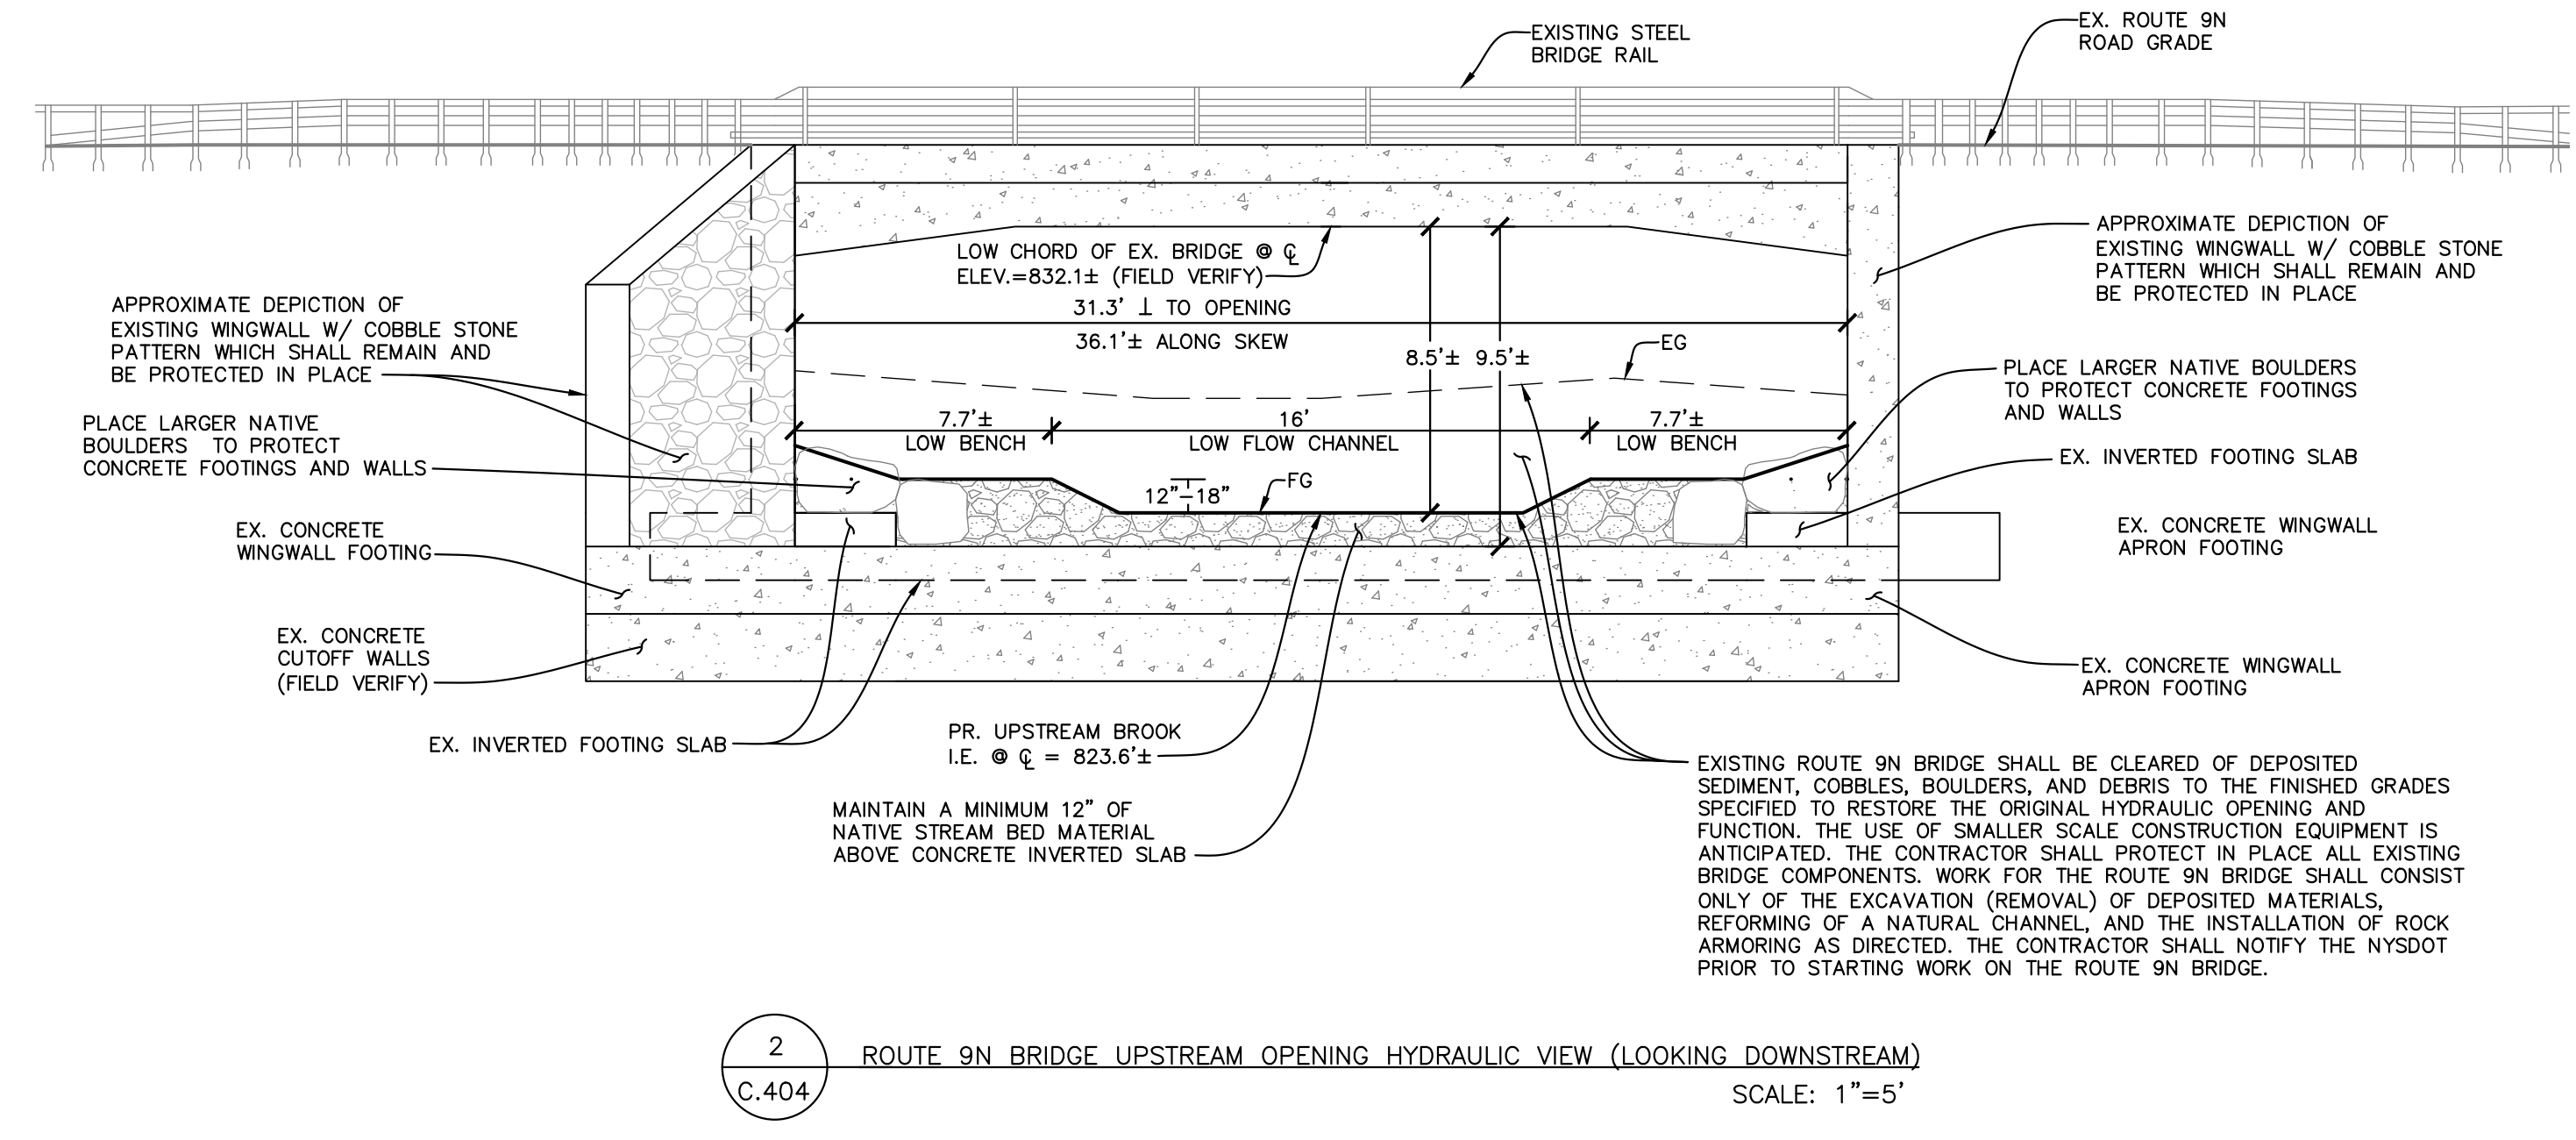 EXISTING STEEL
BRIDGE RAIL
EX. ROUTE 9N
ROAD GRADE
LOW CHORD OF EX. BRIDGE @ ℄
ELEV.=832.1± (FIELD VERIFY)
31.3' ⊥ TO OPENING
36.1'± ALONG SKEW
8.5'± 9.5'±
EG
APPROXIMATE DEPICTION OF
EXISTING WINGWALL W/ COBBLE STONE
PATTERN WHICH SHALL REMAIN AND
BE PROTECTED IN PLACE
APPROXIMATE DEPICTION OF
EXISTING WINGWALL W/ COBBLE STONE
PATTERN WHICH SHALL REMAIN AND
BE PROTECTED IN PLACE
PLACE LARGER NATIVE BOULDERS
TO PROTECT CONCRETE FOOTINGS
AND WALLS
PLACE LARGER NATIVE
BOULDERS TO PROTECT
CONCRETE FOOTINGS AND WALLS
7.7'±
LOW BENCH
16'
LOW FLOW CHANNEL
7.7'±
LOW BENCH
12"–18"
FG
EX. INVERTED FOOTING SLAB
EX. CONCRETE
WINGWALL FOOTING
EX. CONCRETE WINGWALL
APRON FOOTING
EX. CONCRETE
CUTOFF WALLS
(FIELD VERIFY)
EX. CONCRETE WINGWALL
APRON FOOTING
EX. INVERTED FOOTING SLAB
PR. UPSTREAM BROOK
I.E. @ ℄ = 823.6'±
MAINTAIN A MINIMUM 12" OF
NATIVE STREAM BED MATERIAL
ABOVE CONCRETE INVERTED SLAB
EXISTING ROUTE 9N BRIDGE SHALL BE CLEARED OF DEPOSITED
SEDIMENT, COBBLES, BOULDERS, AND DEBRIS TO THE FINISHED GRADES
SPECIFIED TO RESTORE THE ORIGINAL HYDRAULIC OPENING AND
FUNCTION. THE USE OF SMALLER SCALE CONSTRUCTION EQUIPMENT IS
ANTICIPATED. THE CONTRACTOR SHALL PROTECT IN PLACE ALL EXISTING
BRIDGE COMPONENTS. WORK FOR THE ROUTE 9N BRIDGE SHALL CONSIST
ONLY OF THE EXCAVATION (REMOVAL) OF DEPOSITED MATERIALS,
REFORMING OF A NATURAL CHANNEL, AND THE INSTALLATION OF ROCK
ARMORING AS DIRECTED. THE CONTRACTOR SHALL NOTIFY THE NYSDOT
PRIOR TO STARTING WORK ON THE ROUTE 9N BRIDGE.
2
C.404
ROUTE 9N BRIDGE UPSTREAM OPENING HYDRAULIC VIEW (LOOKING DOWNSTREAM)
SCALE: 1"=5'